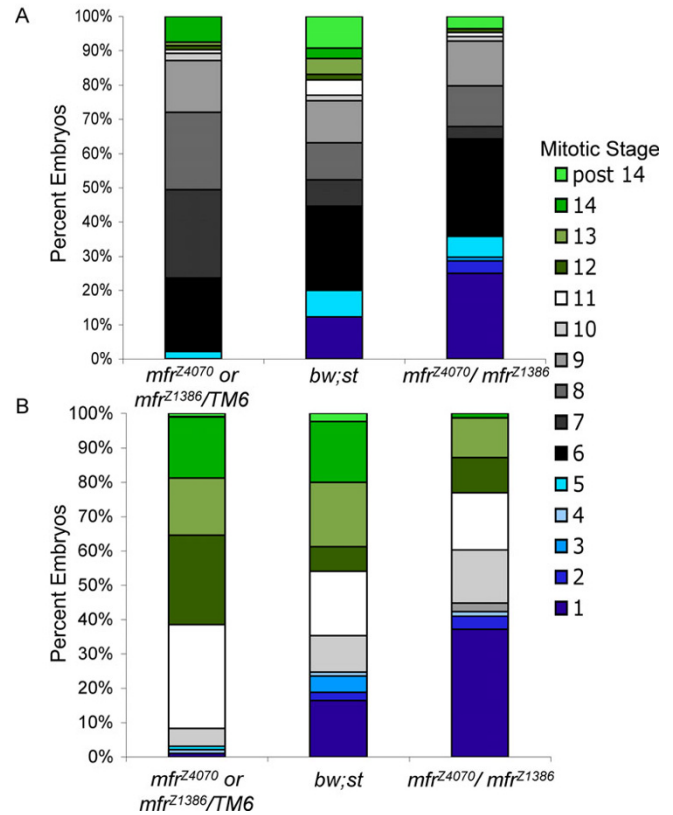 A
100%
90%
80%
70%
60%
50%
40%
30%
20%
10%
0%
Percent Embryos
mfrZ4070 or
mfrZ1386/TM6
bw;st
mfrZ4070/ mfrZ1386
B
100%
90%
80%
70%
60%
50%
40%
30%
20%
10%
0%
Percent Embryos
mfrZ4070 or
mfrZ1386/TM6
bw;st
mfrZ4070/ mfrZ1386
Mitotic Stage
post 14
14
13
12
11
10
9
8
7
6
5
4
3
2
1